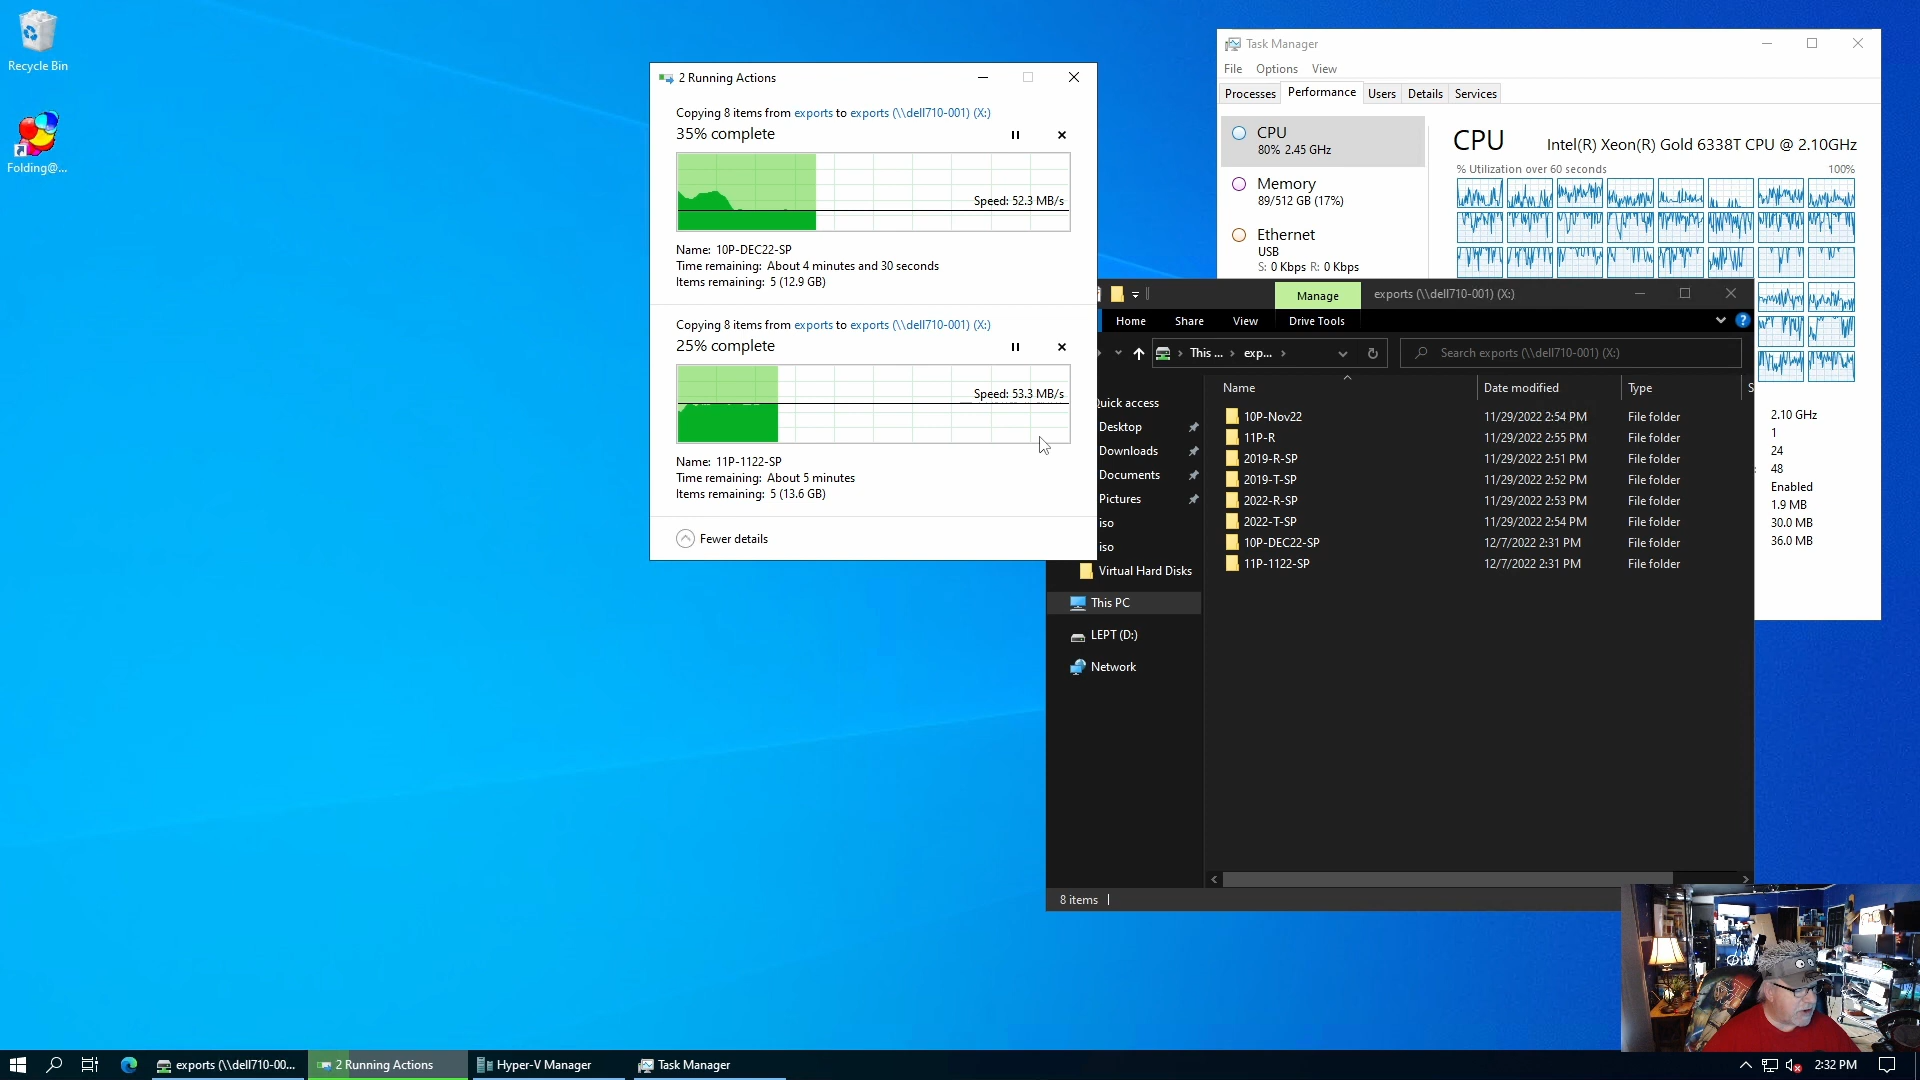 Recycle Bin
Folding@...
2 Running Actions
Copying 8 items from exports to exports (\\dell710-001) (X:)
35% complete
Speed: 52.3 MB/s
Name: 10P-DEC22-SP
Time remaining: About 4 minutes and 30 seconds
Items remaining: 5 (12.9 GB)
Copying 8 items from exports to exports (\\dell710-001) (X:)
25% complete
Speed: 53.3 MB/s
Name: 11P-1122-SP
Time remaining: About 5 minutes
Items remaining: 5 (13.6 GB)
Fewer details
Task Manager
File Options View
Processes Performance Users Details Services
CPU
80% 2.45 GHz
Memory
89/512 GB (17%)
Ethernet
USB
S: 0 Kbps R: 0 Kbps
CPU Intel(R) Xeon(R) Gold 6338T CPU @ 2.10GHz
% Utilization over 60 seconds 100%
2.10 GHz
1
24
48
Enabled
1.9 MB
30.0 MB
36.0 MB
Manage exports (\\dell710-001) (X:)
Home Share View Drive Tools
This ... exp... Search exports (\\dell710-001) (X:)
Name Date modified Type S
10P-Nov22 11/29/2022 2:54 PM File folder
11P-R 11/29/2022 2:55 PM File folder
2019-R-SP 11/29/2022 2:51 PM File folder
2019-T-SP 11/29/2022 2:52 PM File folder
2022-R-SP 11/29/2022 2:53 PM File folder
2022-T-SP 11/29/2022 2:54 PM File folder
10P-DEC22-SP 12/7/2022 2:31 PM File folder
11P-1122-SP 12/7/2022 2:31 PM File folder
Quick access
Desktop
Downloads
Documents
Pictures
iso
iso
Virtual Hard Disks
This PC
LEPT (D:)
Network
8 items
exports (\\dell710-00... 2 Running Actions Hyper-V Manager Task Manager 2:32 PM